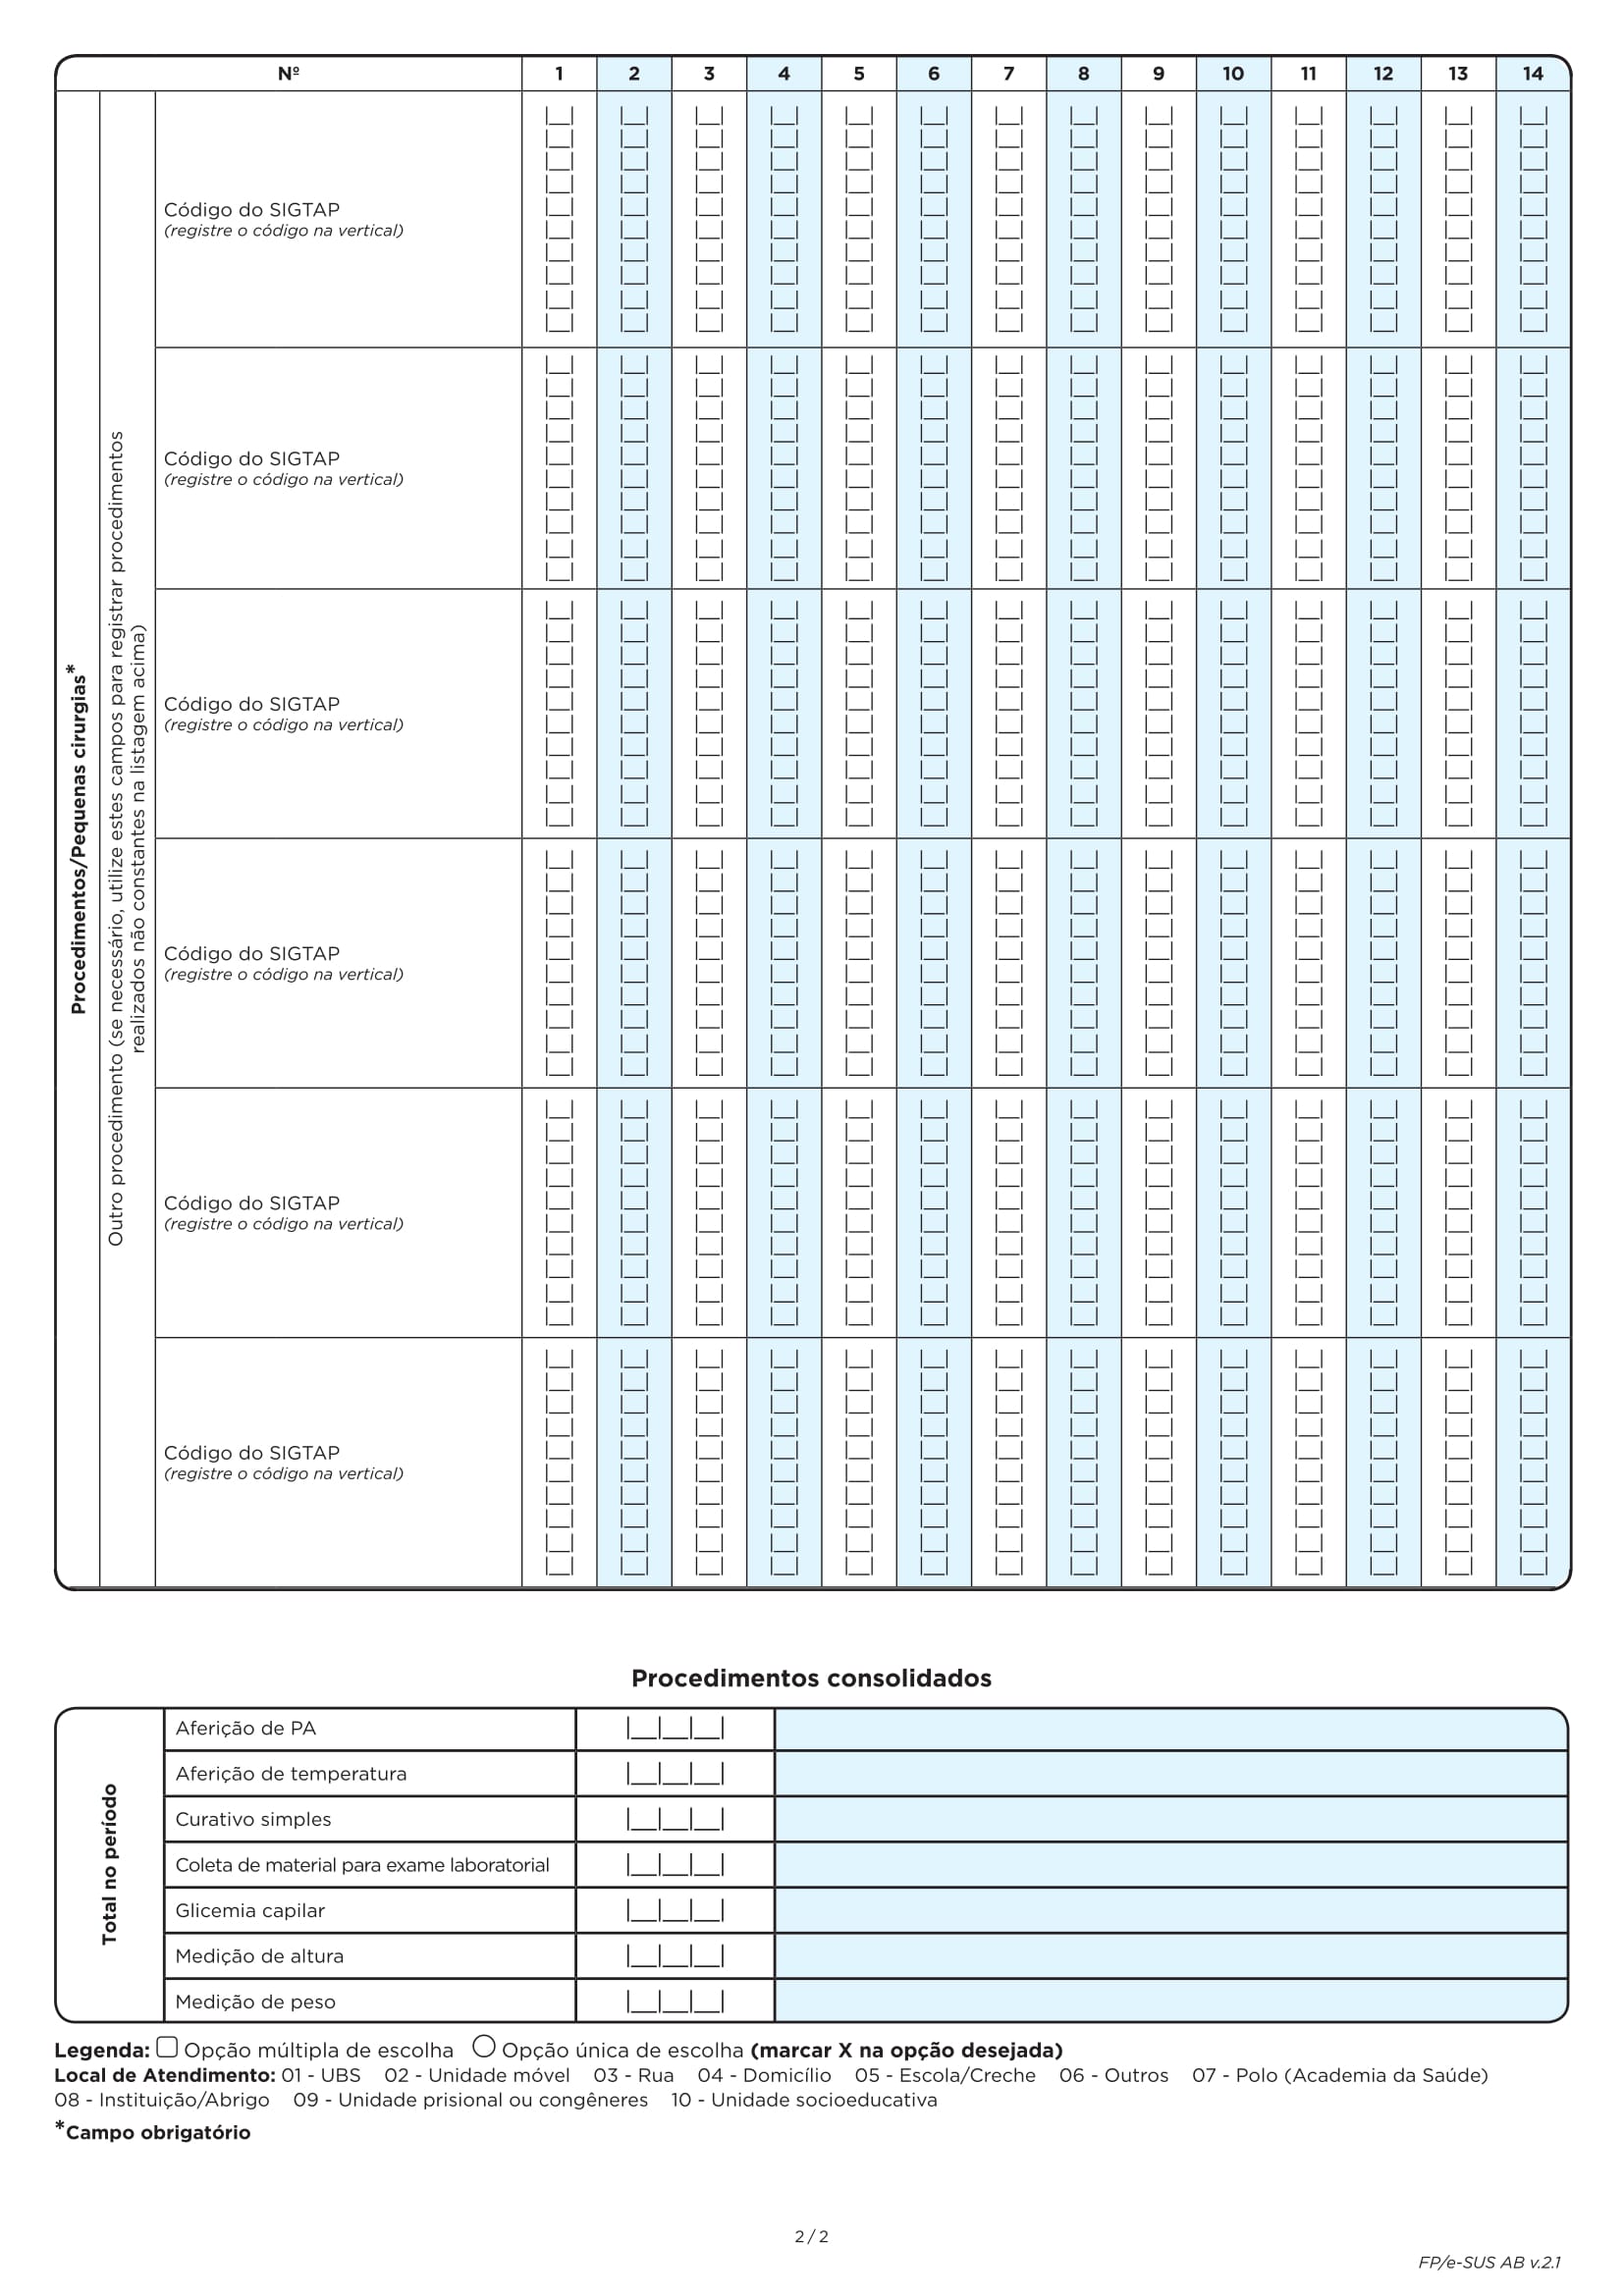 Nº 1 2 3 4 5 6 7 8 9 10 11 12 13 14
Procedimentos/Pequenas cirurgias*
Outro procedimento (se necessário, utilize estes campos para registrar procedimentos
realizados não constantes na listagem acima)
Código do SIGTAP
(registre o código na vertical)
Código do SIGTAP
(registre o código na vertical)
Código do SIGTAP
(registre o código na vertical)
Código do SIGTAP
(registre o código na vertical)
Código do SIGTAP
(registre o código na vertical)
Código do SIGTAP
(registre o código na vertical)
Procedimentos consolidados
Total no período
Aferição de PA |__|__|__|
Aferição de temperatura |__|__|__|
Curativo simples |__|__|__|
Coleta de material para exame laboratorial |__|__|__|
Glicemia capilar |__|__|__|
Medição de altura |__|__|__|
Medição de peso |__|__|__|
Legenda: Opção múltipla de escolha Opção única de escolha (marcar X na opção desejada)
Local de Atendimento: 01 - UBS 02 - Unidade móvel 03 - Rua 04 - Domicílio 05 - Escola/Creche 06 - Outros 07 - Polo (Academia da Saúde)
08 - Instituição/Abrigo 09 - Unidade prisional ou congêneres 10 - Unidade socioeducativa
*Campo obrigatório
2 / 2
FP/e-SUS AB v.2.1